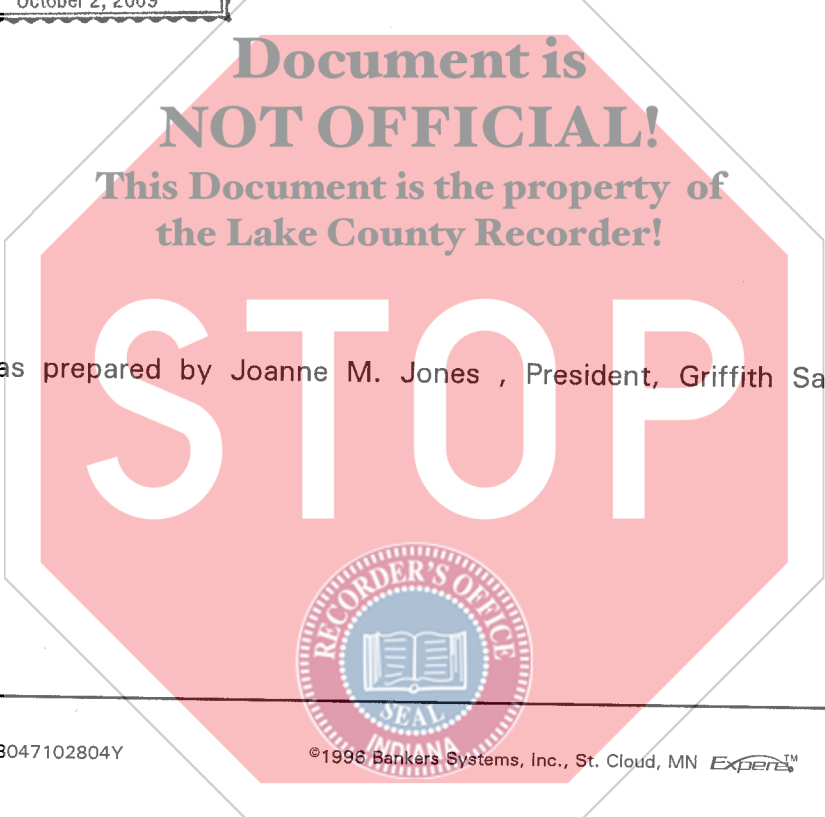 October 2, 2009
Document is
NOT OFFICIAL!
This Document is the property of
the Lake County Recorder!
STOP
as prepared by Joanne M. Jones , President, Griffith Sa
RECORDER'S OFFICE
SEAL
INDIANA
3047102804Y
©1996 Bankers Systems, Inc., St. Cloud, MN Expere™